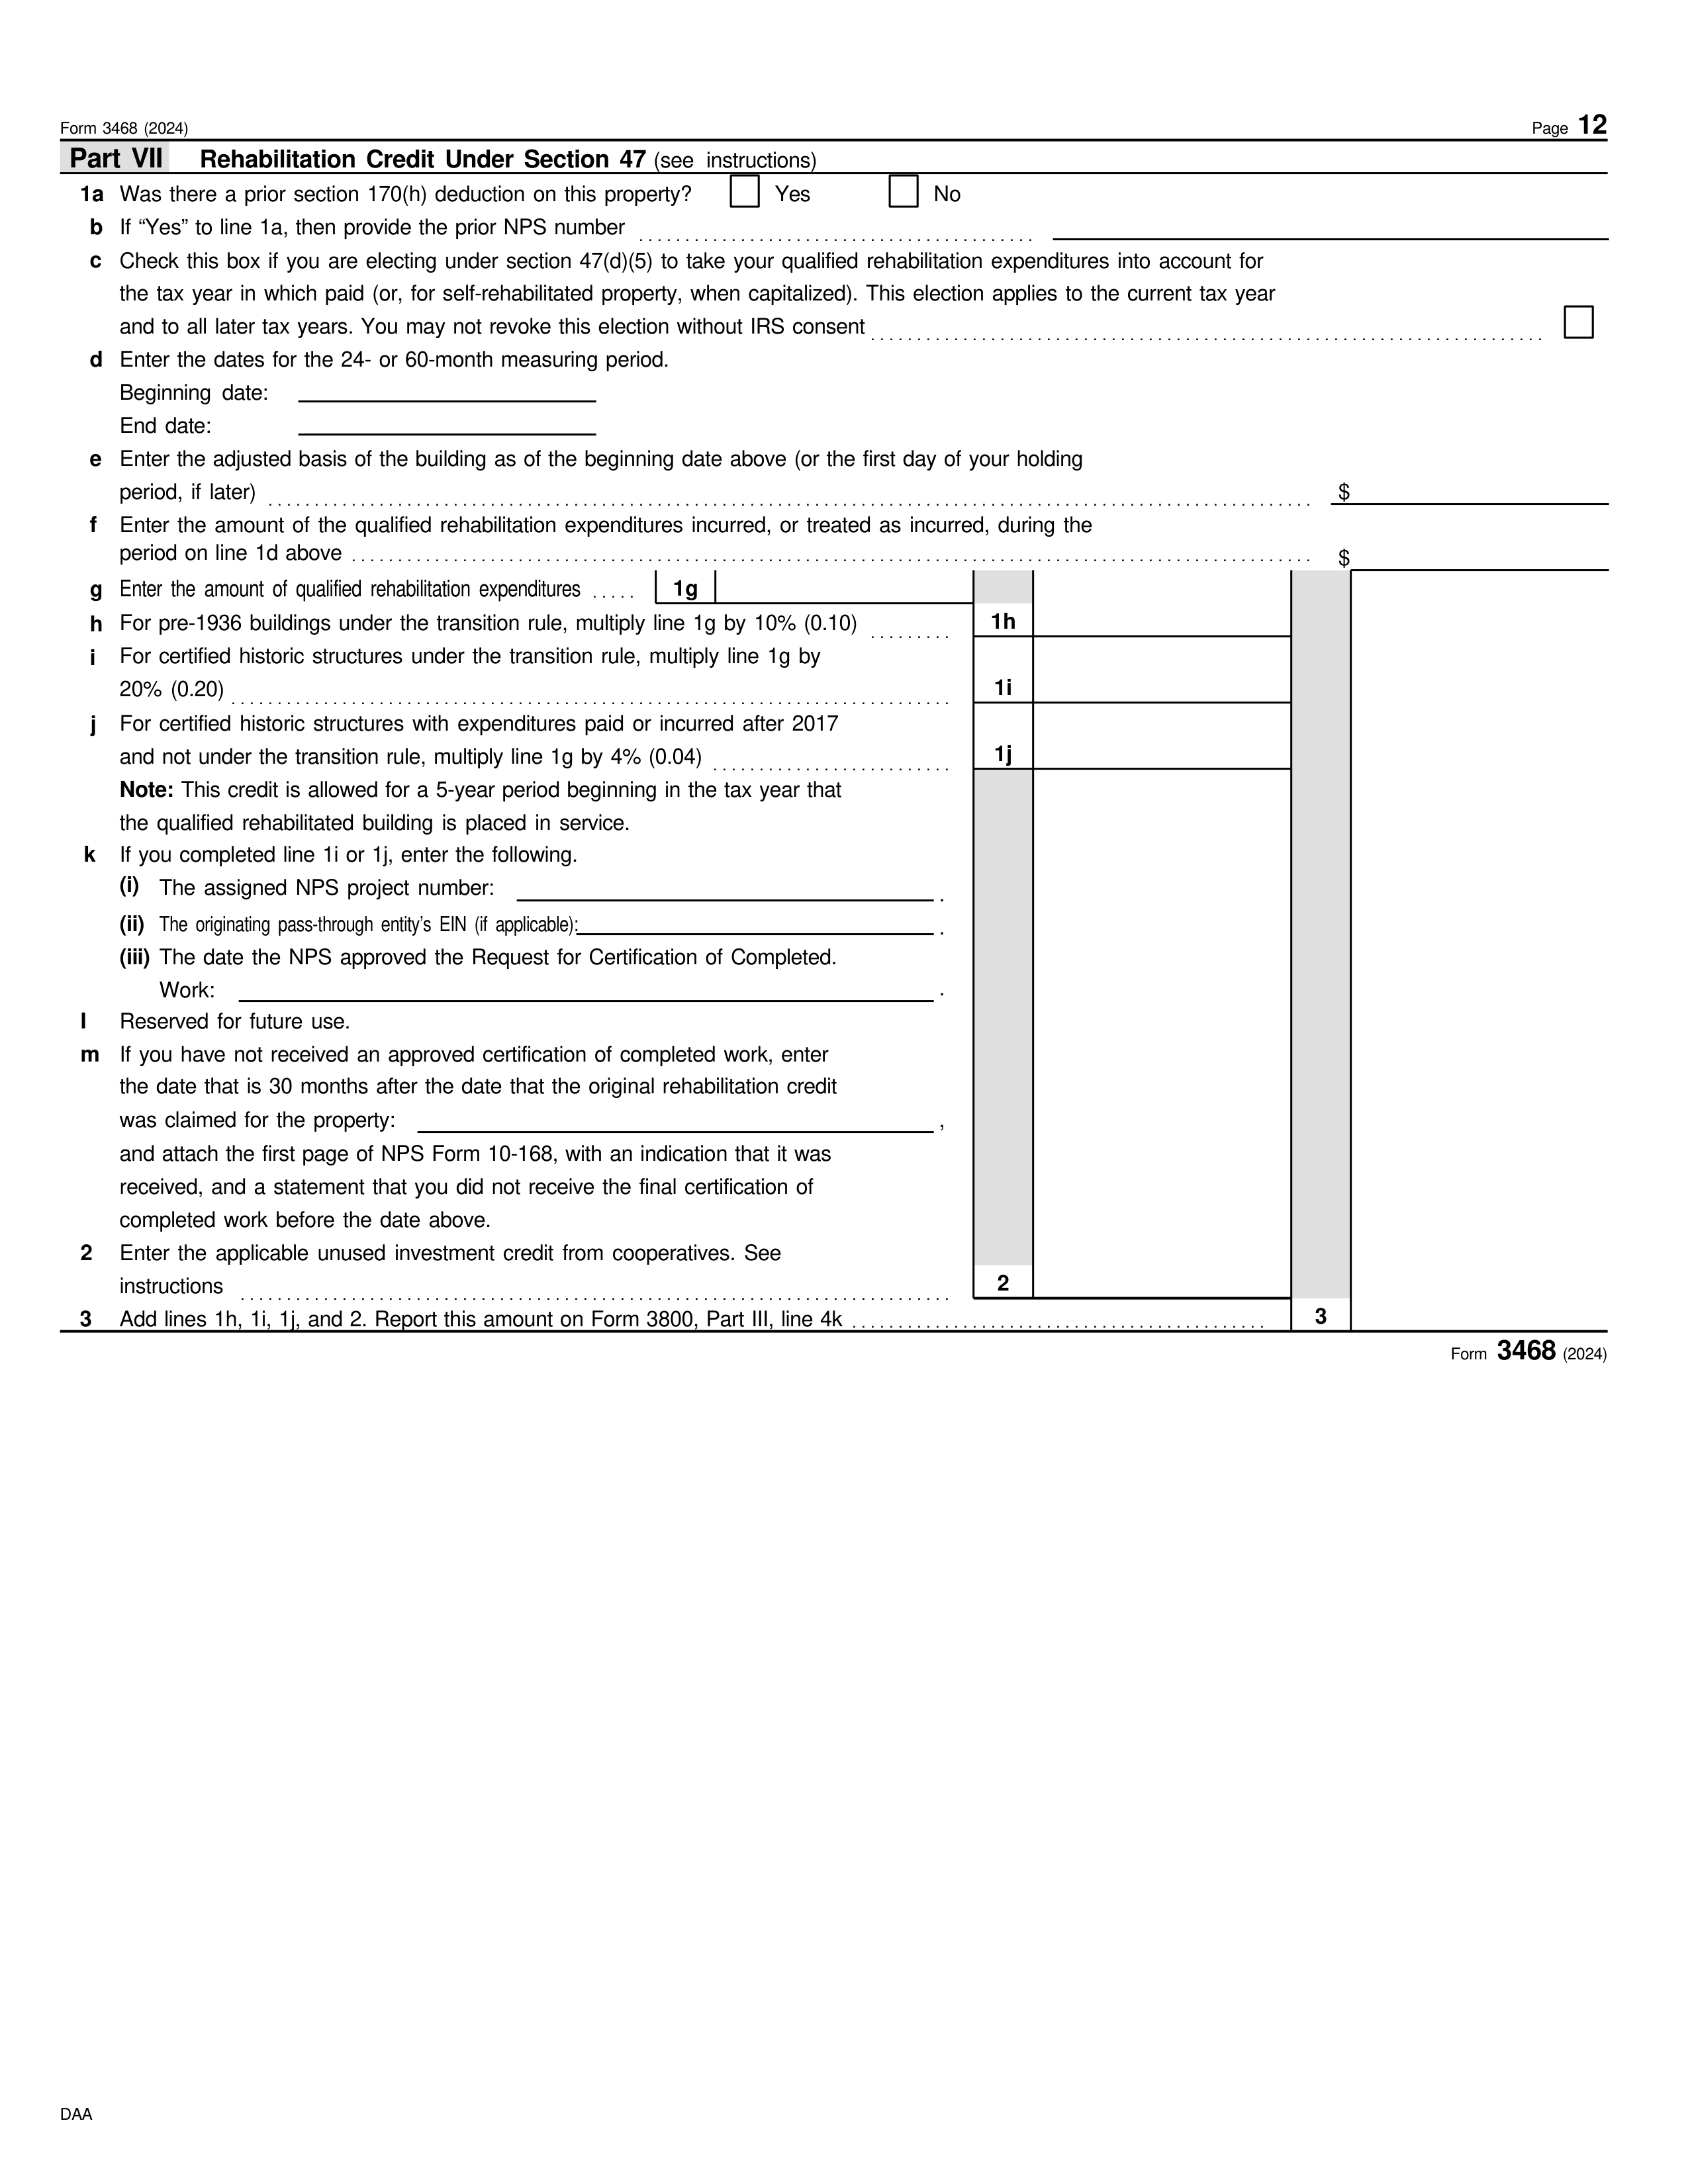 Form 3468 (2024) Page 12
Part VII Rehabilitation Credit Under Section 47 (see instructions)
1a Was there a prior section 170(h) deduction on this property? Yes No
b If “Yes” to line 1a, then provide the prior NPS number
c Check this box if you are electing under section 47(d)(5) to take your qualified rehabilitation expenditures into account for
the tax year in which paid (or, for self-rehabilitated property, when capitalized). This election applies to the current tax year
and to all later tax years. You may not revoke this election without IRS consent
d Enter the dates for the 24- or 60-month measuring period.
Beginning date:
End date:
e Enter the adjusted basis of the building as of the beginning date above (or the first day of your holding
period, if later) $
f Enter the amount of the qualified rehabilitation expenditures incurred, or treated as incurred, during the
period on line 1d above $
g Enter the amount of qualified rehabilitation expenditures 1g
h For pre-1936 buildings under the transition rule, multiply line 1g by 10% (0.10) 1h
i For certified historic structures under the transition rule, multiply line 1g by
20% (0.20) 1i
j For certified historic structures with expenditures paid or incurred after 2017
and not under the transition rule, multiply line 1g by 4% (0.04) 1j
Note: This credit is allowed for a 5-year period beginning in the tax year that
the qualified rehabilitated building is placed in service.
k If you completed line 1i or 1j, enter the following.
(i) The assigned NPS project number: .
(ii) The originating pass-through entity’s EIN (if applicable): .
(iii) The date the NPS approved the Request for Certification of Completed.
Work: .
l Reserved for future use.
m If you have not received an approved certification of completed work, enter
the date that is 30 months after the date that the original rehabilitation credit
was claimed for the property: ,
and attach the first page of NPS Form 10-168, with an indication that it was
received, and a statement that you did not receive the final certification of
completed work before the date above.
2 Enter the applicable unused investment credit from cooperatives. See
instructions 2
3 Add lines 1h, 1i, 1j, and 2. Report this amount on Form 3800, Part III, line 4k 3
Form 3468 (2024)
DAA